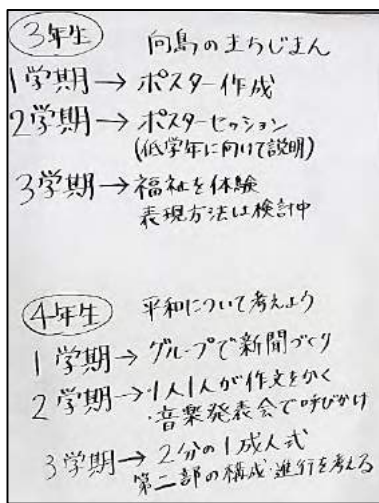 3年生 向島のまちじまん
1学期→ポスター作成
2学期→ポスターセッション
(低学年に向けて説明)
3学期→福祉を体験
表現方法は検討中
4年生 平和について考えよう
1学期→グループで新聞づくり
2学期→・1人1人が作文をかく
・音楽発表会で呼びかけ
3学期→2分の1成人式
第二部の構成・進行を考える